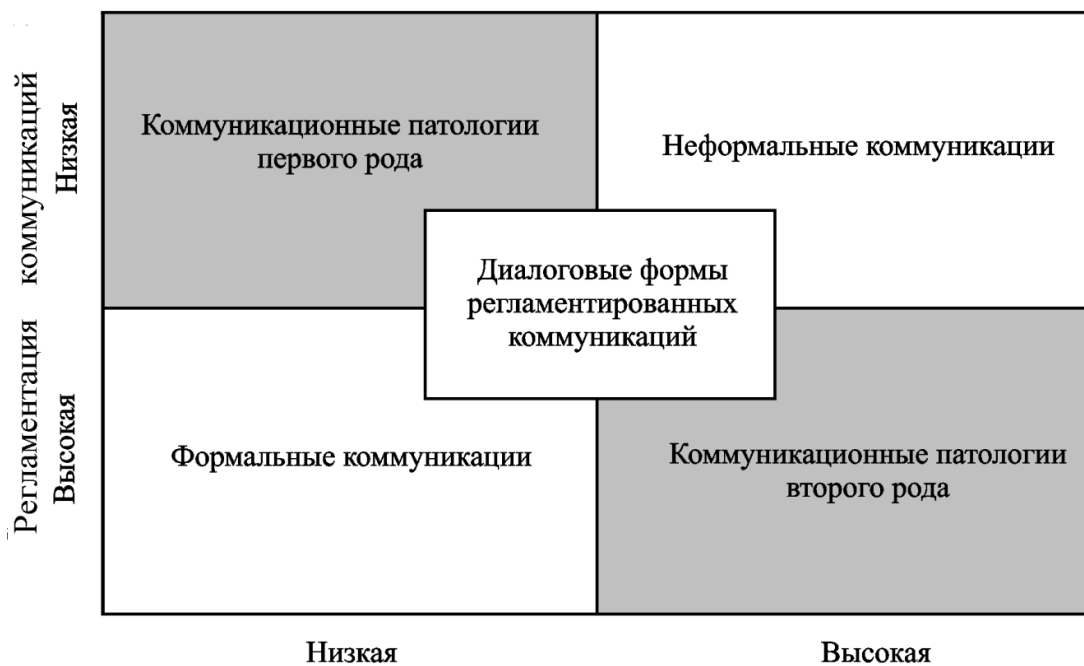 Регламентация коммуникаций
Низкая
Высокая
Коммуникационные патологии
первого рода
Неформальные коммуникации
Диалоговые формы
регламентированных
коммуникаций
Формальные коммуникации
Коммуникационные патологии
второго рода
Низкая
Высокая